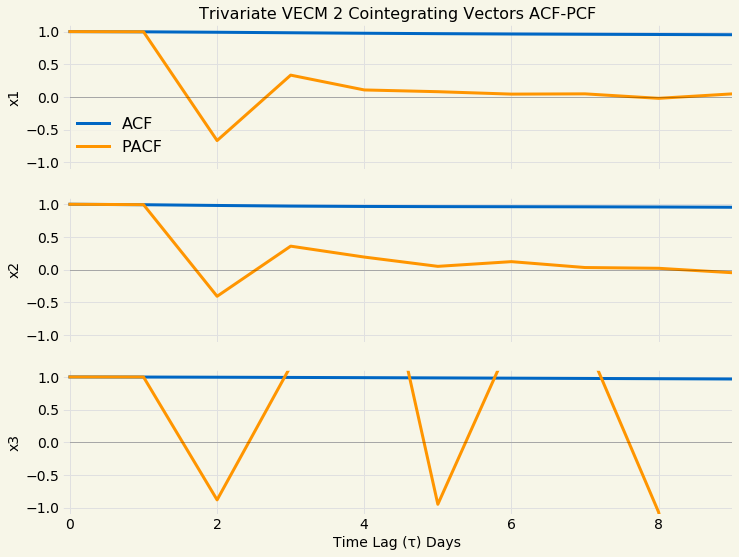 Trivariate VECM 2 Cointegrating Vectors ACF-PCF
1.0
0.5
0.0
−0.5
−1.0
x1
ACF
PACF
1.0
0.5
0.0
−0.5
−1.0
x2
1.0
0.5
0.0
−0.5
−1.0
x3
0 2 4 6 8
Time Lag (τ) Days